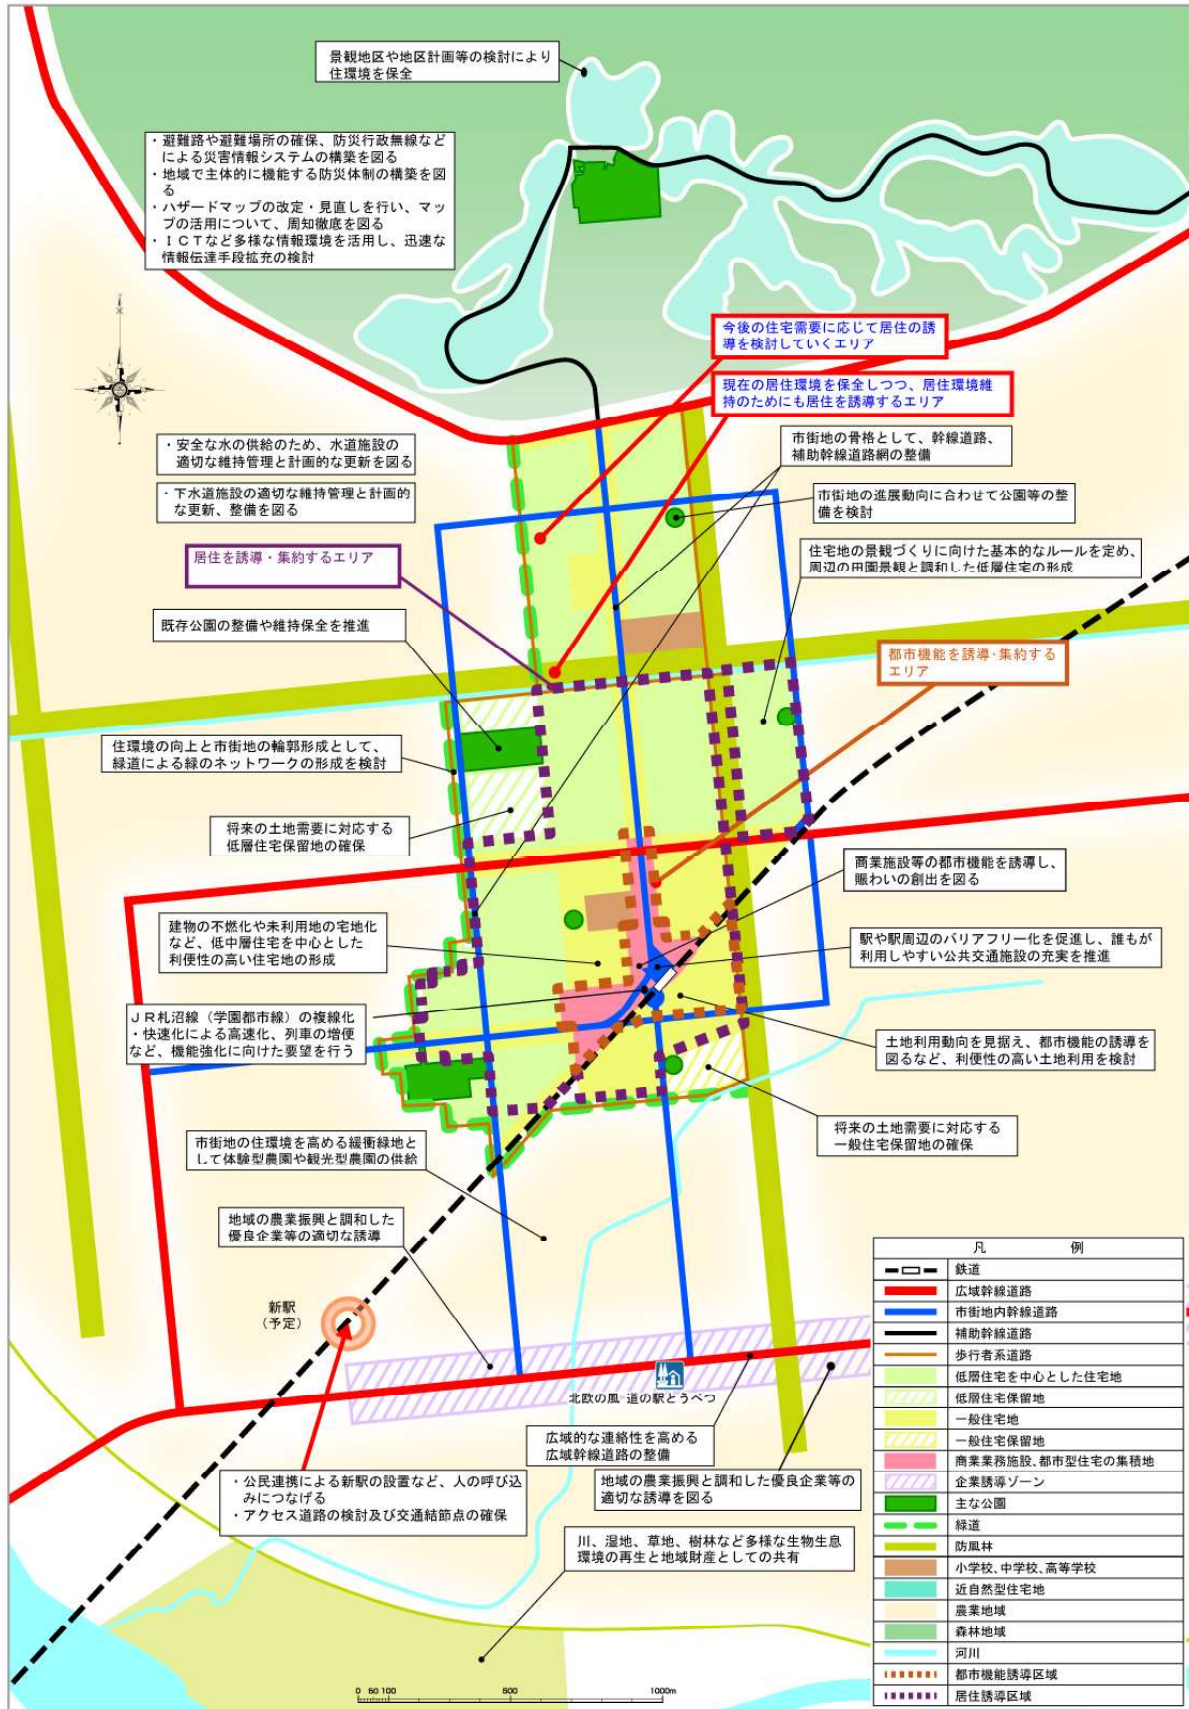 景観地区や地区計画等の検討により
住環境を保全
・避難路や避難場所の確保、防災行政無線など
による災害情報システムの構築を図る
・地域で主体的に機能する防災体制の構築を図
る
・ハザードマップの改定・見直しを行い、マッ
プの活用について、周知徹底を図る
・ＩＣＴなど多様な情報環境を活用し、迅速な
情報伝達手段拡充の検討
今後の住宅需要に応じて居住の誘
導を検討していくエリア
現在の居住環境を保全しつつ、居住環境維
持のためにも居住を誘導するエリア
・安全な水の供給のため、水道施設の
適切な維持管理と計画的な更新を図る
市街地の骨格として、幹線道路、
補助幹線道路網の整備
・下水道施設の適切な維持管理と計画的
な更新、整備を図る
市街地の進展動向に合わせて公園等の整
備を検討
居住を誘導・集約するエリア
住宅地の景観づくりに向けた基本的なルールを定め、
周辺の田園景観と調和した低層住宅の形成
既存公園の整備や維持保全を推進
都市機能を誘導・集約する
エリア
住環境の向上と市街地の輪郭形成として、
緑道による緑のネットワークの形成を検討
将来の土地需要に対応する
低層住宅保留地の確保
商業施設等の都市機能を誘導し、
賑わいの創出を図る
建物の不燃化や未利用地の宅地化
など、低中層住宅を中心とした
利便性の高い住宅地の形成
駅や駅周辺のバリアフリー化を促進し、誰もが
利用しやすい公共交通施設の充実を推進
ＪＲ札沼線（学園都市線）の複線化
・快速化による高速化、列車の増便
など、機能強化に向けた要望を行う
土地利用動向を見据え、都市機能の誘導を
図るなど、利便性の高い土地利用を検討
将来の土地需要に対応する
一般住宅保留地の確保
市街地の住環境を高める緩衝緑地と
して体験型農園や観光型農園の供給
地域の農業振興と調和した
優良企業等の適切な誘導
新駅
（予定）
北欧の風 道の駅とうべつ
広域的な連絡性を高める
広域幹線道路の整備
地域の農業振興と調和した優良企業等の
適切な誘導を図る
・公民連携による新駅の設置など、人の呼び込
みにつなげる
・アクセス道路の検討及び交通結節点の確保
川、湿地、草地、樹林など多様な生物生息
環境の再生と地域財産としての共有
凡 例
鉄道
広域幹線道路
市街地内幹線道路
補助幹線道路
歩行者系道路
低層住宅を中心とした住宅地
低層住宅保留地
一般住宅地
一般住宅保留地
商業業務施設、都市型住宅の集積地
企業誘導ゾーン
主な公園
緑道
防風林
小学校、中学校、高等学校
近自然型住宅地
農業地域
森林地域
河川
都市機能誘導区域
居住誘導区域
0 50 100 500 1000m